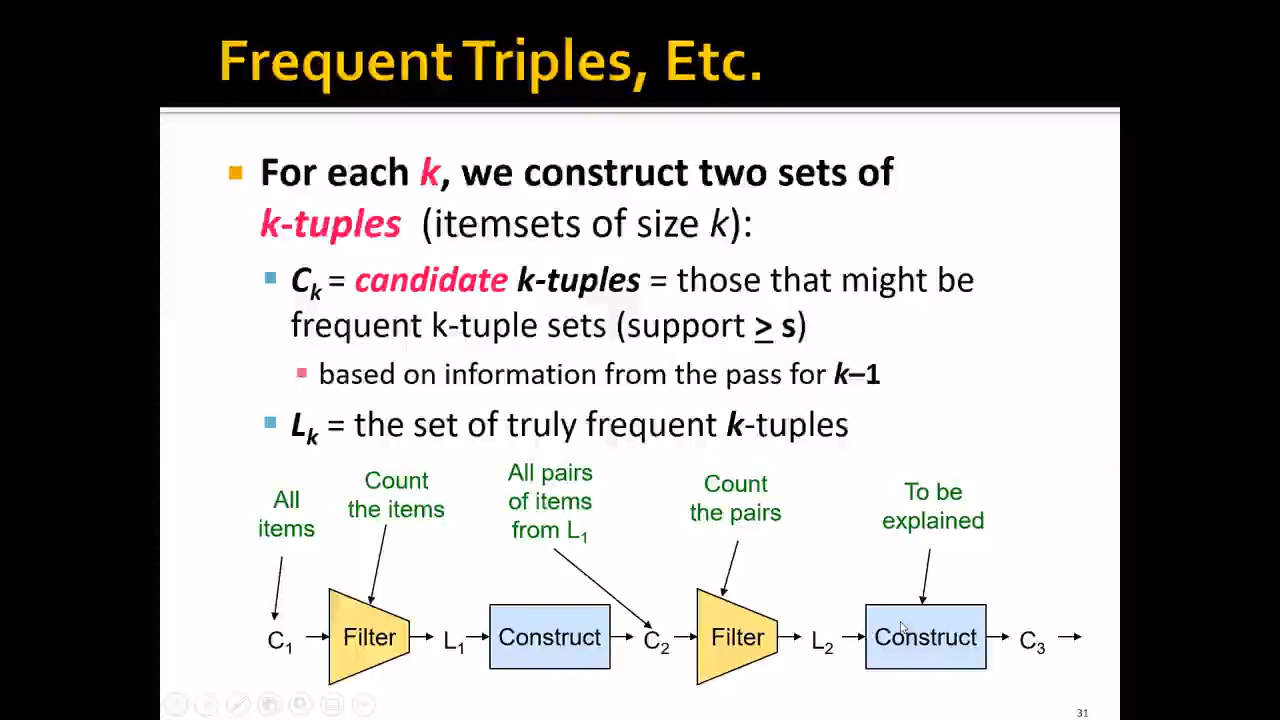 Frequent Triples, Etc.
For each k, we construct two sets of
k-tuples (itemsets of size k):
Ck = candidate k-tuples = those that might be
frequent k-tuple sets (support > s)
based on information from the pass for k–1
Lk = the set of truly frequent k-tuples
All
items
Count
the items
All pairs
of items
from L1
Count
the pairs
To be
explained
C1
Filter
L1
Construct
C2
Filter
L2
Construct
C3
31